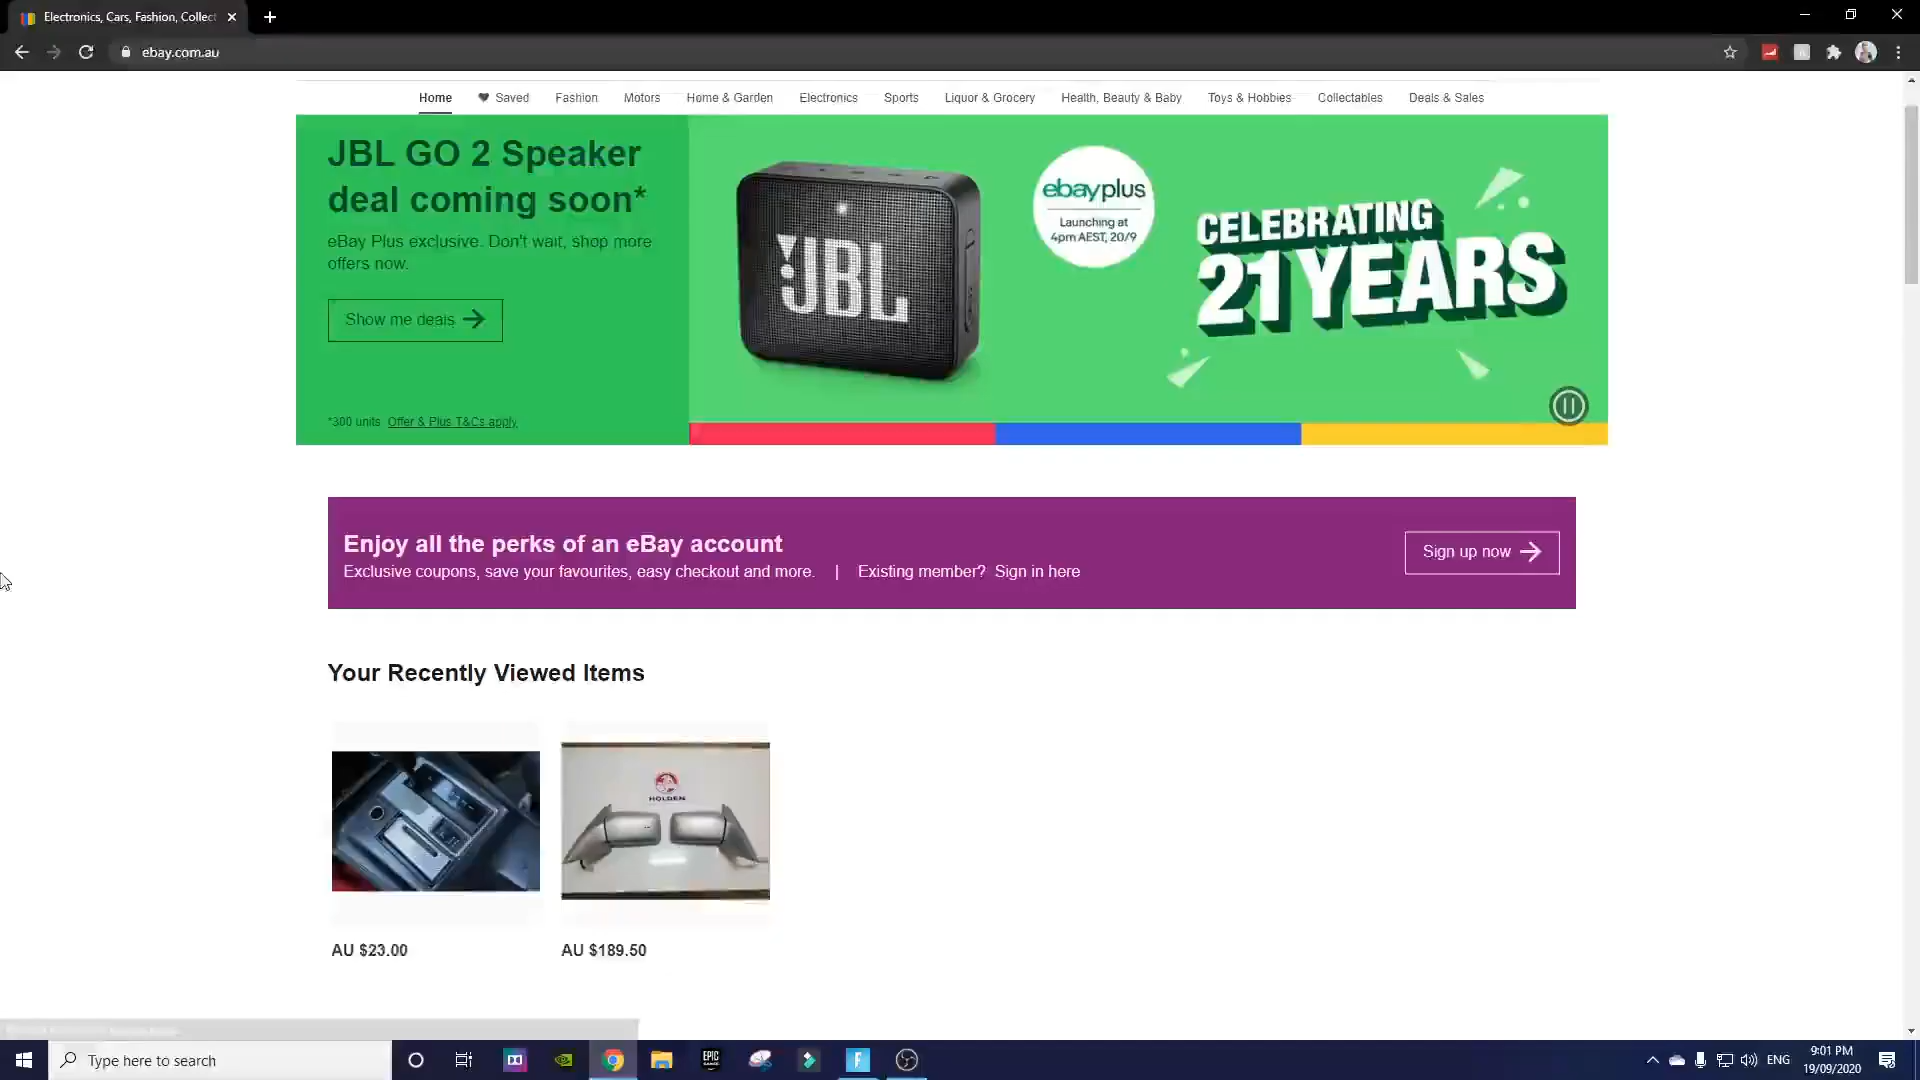 Electronics, Cars, Fashion, Collect
ebay.com.au
Home Saved Fashion Motors Home & Garden Electronics Sports Liquor & Grocery Health, Beauty & Baby Toys & Hobbies Collectables Deals & Sales
JBL GO 2 Speaker
deal coming soon*
eBay Plus exclusive. Don't wait, shop more
offers now.
Show me deals
*300 units Offer & Plus T&Cs apply
JBL
ebayplus
Launching at
4pm AEST, 20/9
CELEBRATING
21 YEARS
Enjoy all the perks of an eBay account
Exclusive coupons, save your favourites, easy checkout and more. | Existing member? Sign in here
Sign up now
Your Recently Viewed Items
HOLDEN
AU $23.00
AU $189.50
Type here to search
EPIC
GAMES
ENG
9:01 PM
19/09/2020